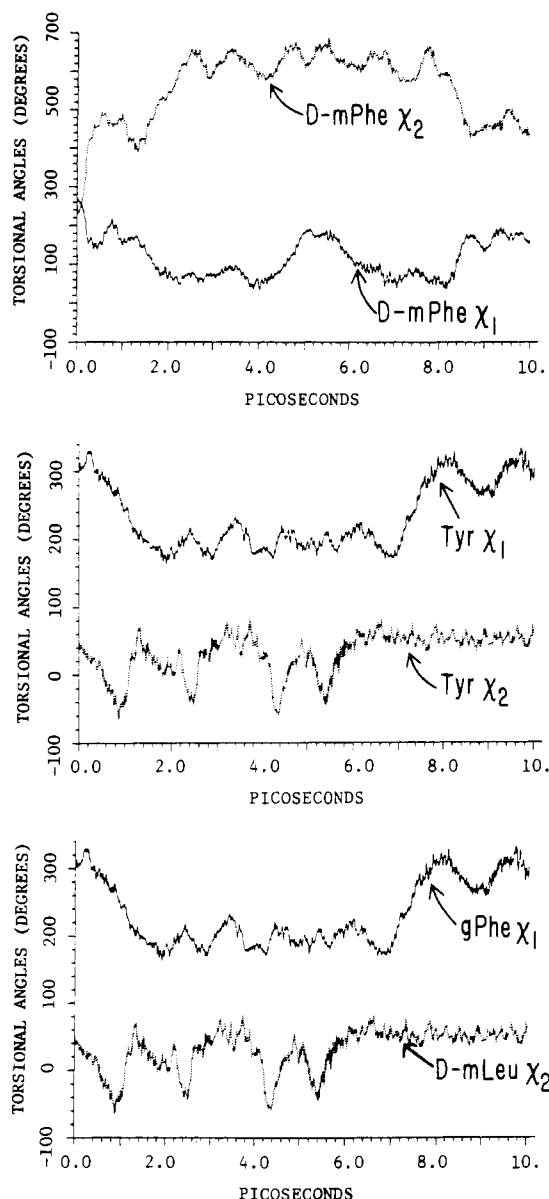 TORSIONAL ANGLES (DEGREES)
700
500
300
100
-100
D-mPhe χ2
D-mPhe χ1
0.0 2.0 4.0 6.0 8.0 10.
PICOSECONDS
TORSIONAL ANGLES (DEGREES)
300
200
100
0
-100
Tyr χ1
Tyr χ2
0.0 2.0 4.0 6.0 8.0 10.
PICOSECONDS
TORSIONAL ANGLES (DEGREES)
300
200
100
0
-100
gPhe χ1
D-mLeu χ2
0.0 2.0 4.0 6.0 8.0 10.
PICOSECONDS